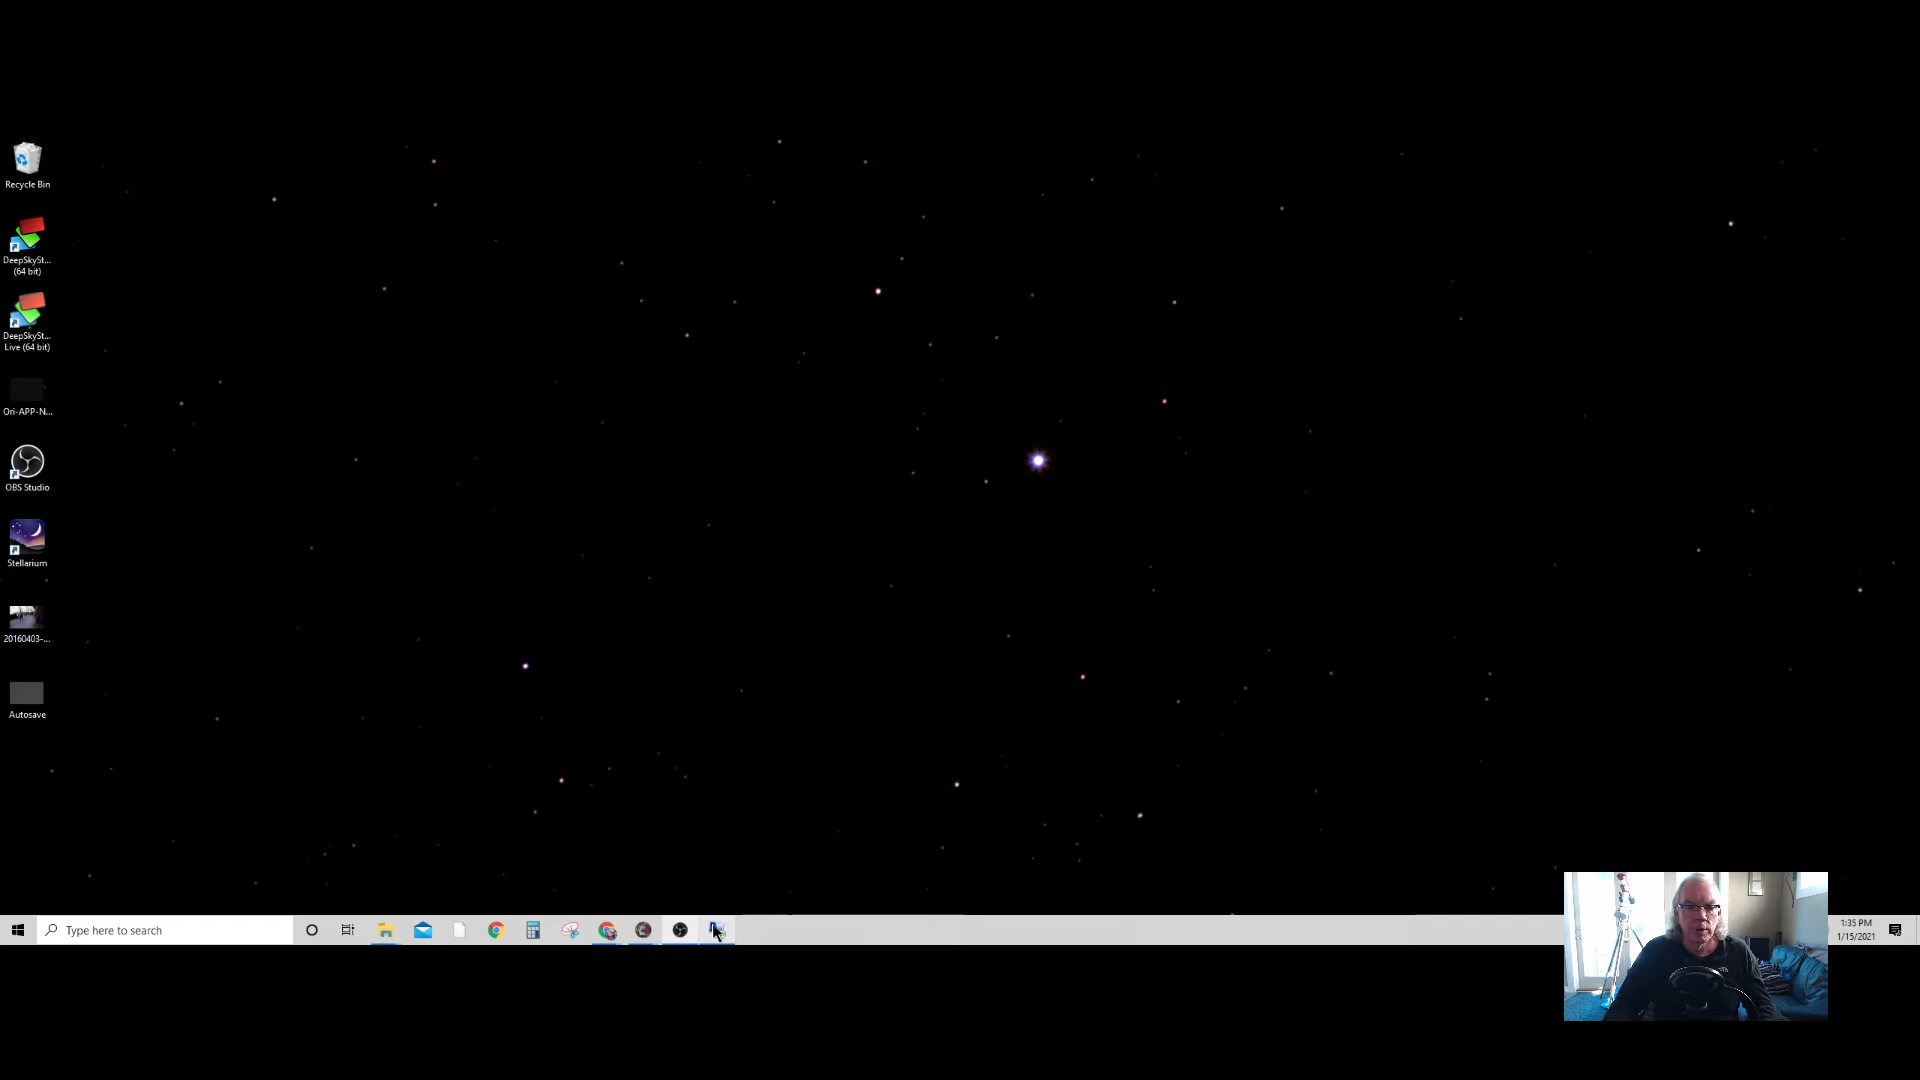 Recycle Bin
DeepSkySt...
(64 bit)
DeepSkySt...
Live (64 bit)
Ori-APP-N...
OBS Studio
Stellarium
20160403-...
Autosave
Type here to search
1:35 PM
1/15/2021